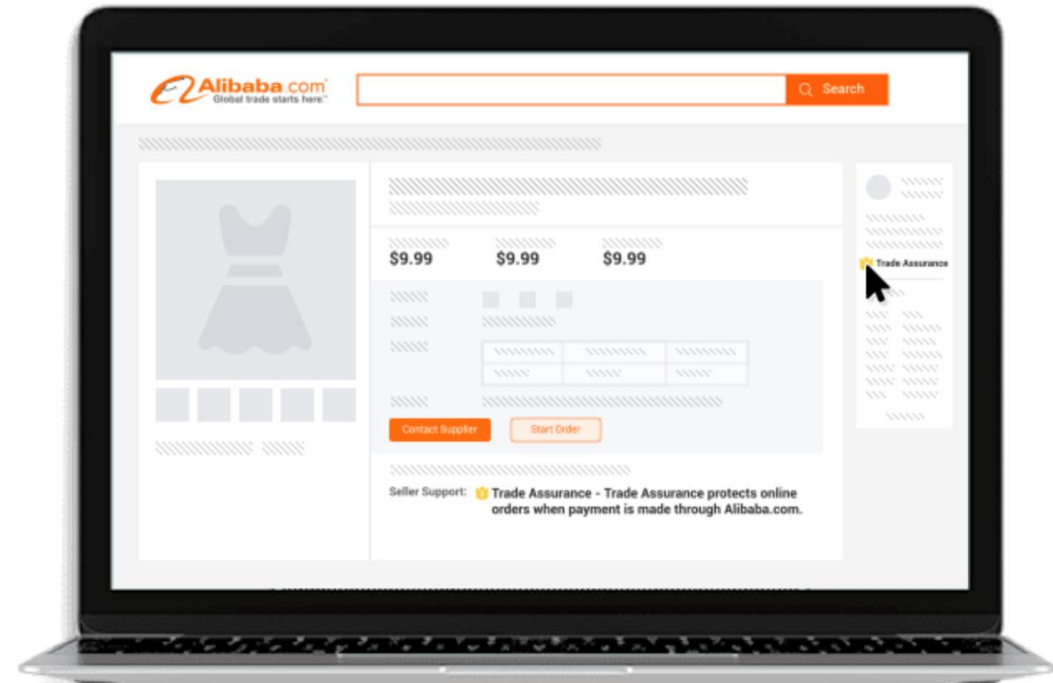 Alibaba.com
Global trade starts here.™
Search
$9.99 $9.99 $9.99
Trade Assurance
Contact Supplier Start Order
Seller Support: Trade Assurance - Trade Assurance protects online
orders when payment is made through Alibaba.com.